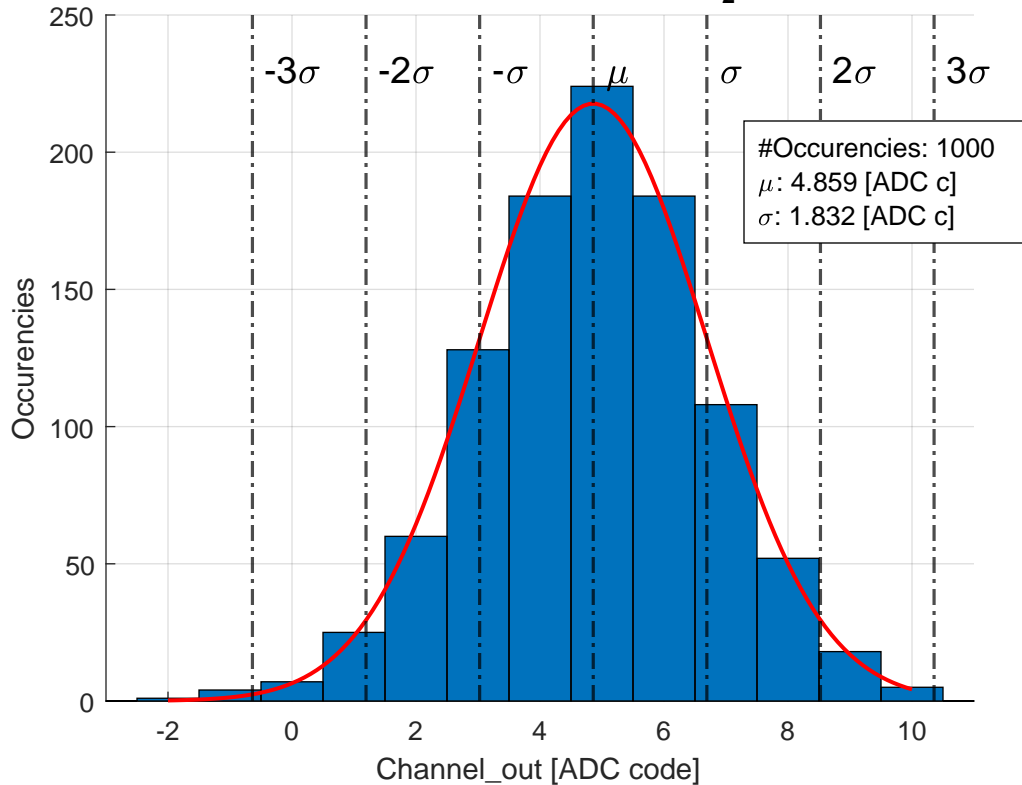 250
200
150
100
50
0
-3σ
-2σ
-σ
μ
σ
2σ
3σ
#Occurencies: 1000
μ: 4.859 [ADC c]
σ: 1.832 [ADC c]
Occurencies
-2
0
2
4
6
8
10
Channel_out [ADC code]